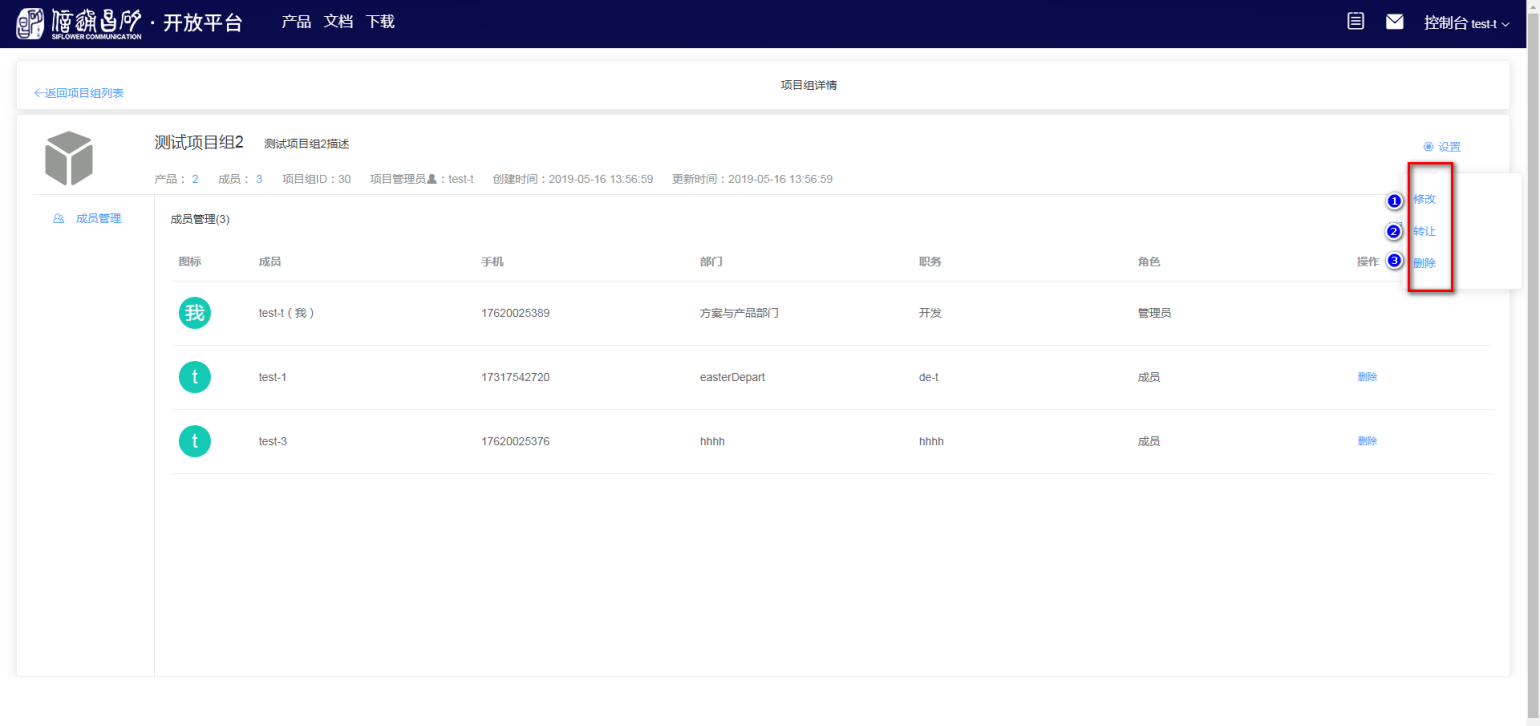 SIFLOWER COMMUNICATION · 开放平台 产品 文档 下载 控制台 test-t
←返回项目组列表 项目组详情
测试项目组2 测试项目组2描述 设置
产品： 2 成员： 3 项目组ID：30 项目管理员：test-t 创建时间：2019-05-16 13:56:59 更新时间：2019-05-16 13:56:59
成员管理 成员管理(3)
1 修改
2 转让
3 删除
图标 成员 手机 部门 职务 角色 操作
我 test-t（我） 17620025389 方案与产品部门 开发 管理员
t test-1 17317542720 easterDepart de-t 成员 删除
t test-3 17620025376 hhhh hhhh 成员 删除